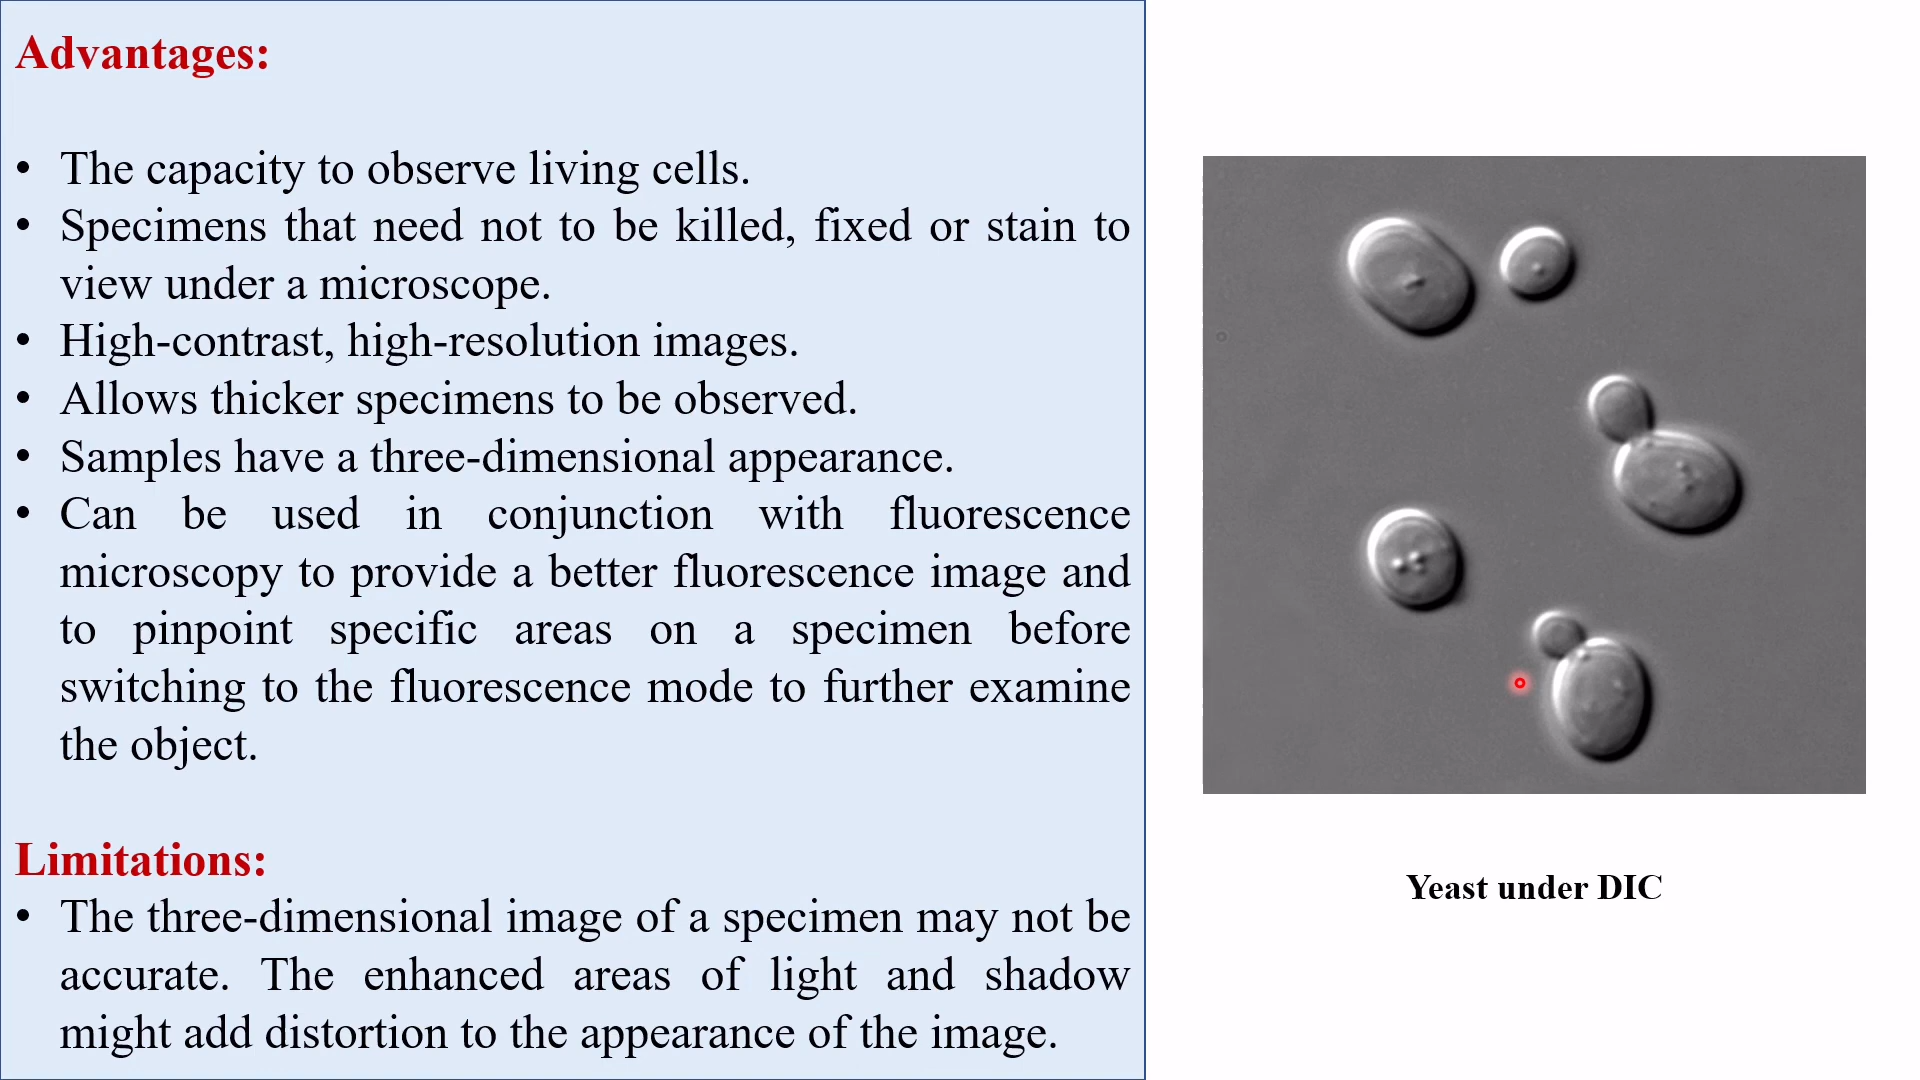 Advantages:
• The capacity to observe living cells.
• Specimens that need not to be killed, fixed or stain to
view under a microscope.
• High-contrast, high-resolution images.
• Allows thicker specimens to be observed.
• Samples have a three-dimensional appearance.
• Can be used in conjunction with fluorescence
microscopy to provide a better fluorescence image and
to pinpoint specific areas on a specimen before
switching to the fluorescence mode to further examine
the object.
Limitations:
• The three-dimensional image of a specimen may not be
accurate. The enhanced areas of light and shadow
might add distortion to the appearance of the image.
Yeast under DIC